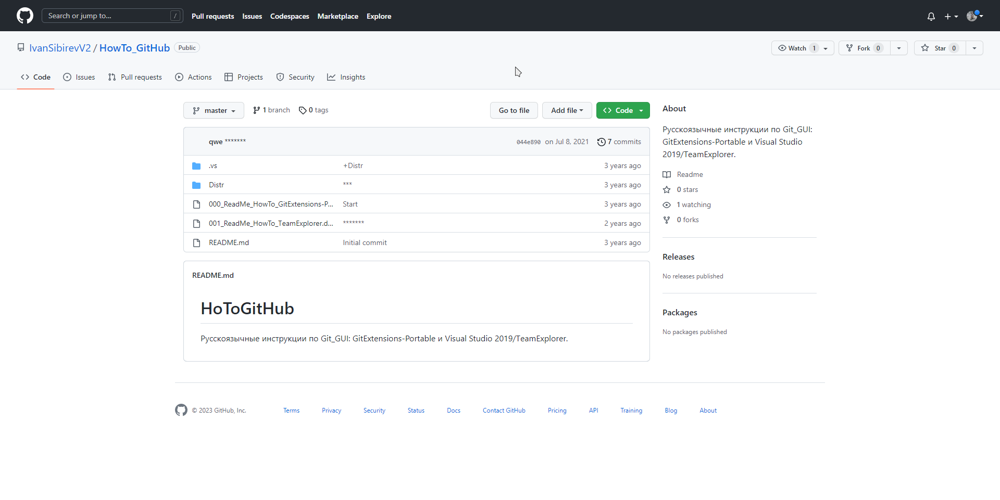 Search or jump to... /
Pull requests Issues Codespaces Marketplace Explore
IvanSibirevV2 / HowTo_GitHub Public
Watch 1 Fork 0 Star 0
Code Issues Pull requests Actions Projects Security Insights
master 1 branch 0 tags Go to file Add file Code
qwe ******* 044e890 on Jul 8, 2021 7 commits
.vs +Distr 3 years ago
Distr *** 3 years ago
000_ReadMe_HowTo_GitExtensions-P... Start 3 years ago
001_ReadMe_HowTo_TeamExplorer.d... ******* 2 years ago
README.md Initial commit 3 years ago
README.md
HoToGitHub
Русскоязычные инструкции по Git_GUI: GitExtensions-Portable и Visual Studio 2019/TeamExplorer.
About
Русскоязычные инструкции по Git_GUI:
GitExtensions-Portable и Visual Studio
2019/TeamExplorer.
Readme
0 stars
1 watching
0 forks
Releases
No releases published
Packages
No packages published
© 2023 GitHub, Inc. Terms Privacy Security Status Docs Contact GitHub Pricing API Training Blog About